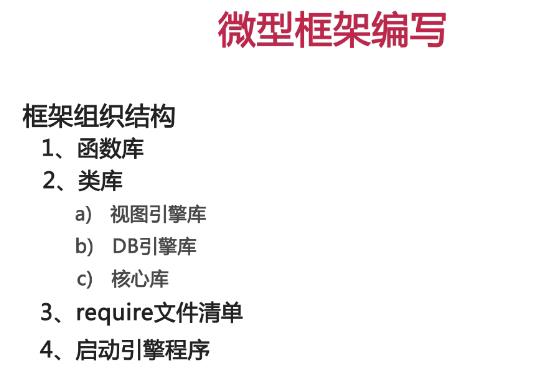 微型框架编写
框架组织结构
1、函数库
2、类库
a) 视图引擎库
b) DB引擎库
c) 核心库
3、require文件清单
4、启动引擎程序